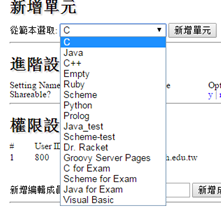 新增單元
從範本選取: C 新增單元
C
Java
C++
Empty
Ruby
Scheme
Python
Prolog
Java_test
Scheme-test
Dr. Racket
Groovy Server Pages
C for Exam
Scheme for Exam
Java for Exam
Visual Basic
進階設
Setting Name Opt
Shareable? y | n
權限設
# User ID
1 800 h.edu.tw
新增編輯成員 新增成